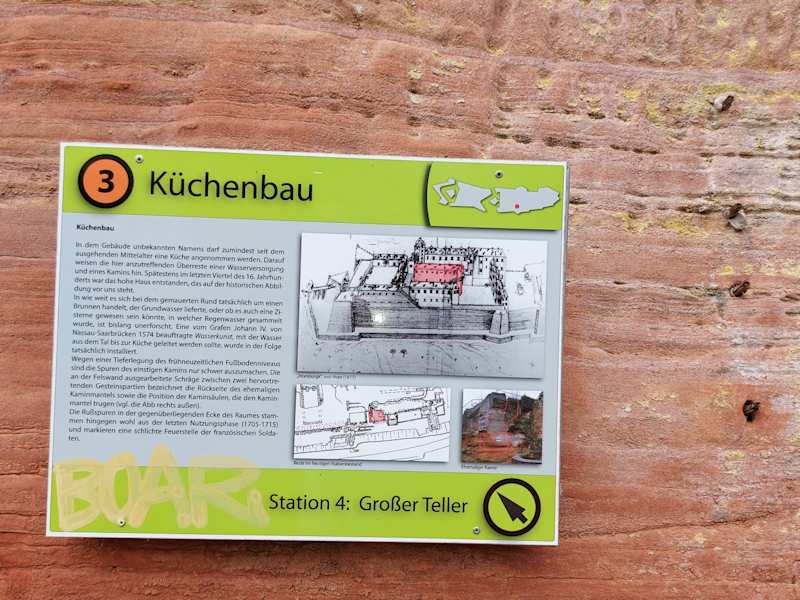 3
Küchenbau
Küchenbau
In dem Gebäude unbekannten Namens darf zumindest seit dem
ausgehenden Mittelalter eine Küche angenommen werden. Darauf
weisen die hier anzutreffenden Überreste einer Wasserversorgung
und eines Kamins hin. Spätestens im letzten Viertel des 16. Jahrhun-
derts war das hohe Haus entstanden, das auf der historischen Abbil-
dung vor uns steht.
In wie weit es sich bei dem gemauerten Rund tatsächlich um einen
Brunnen handelt, der Grundwasser lieferte, oder ob es auch eine Zi-
sterne gewesen sein könnte, in welcher Regenwasser gesammelt
wurde, ist bislang unerforscht. Eine vom Grafen Johann IV. von
Nassau-Saarbrücken 1574 beauftragte Wasserkunst, mit der Wasser
aus dem Tal bis zur Küche geleitet werden sollte, wurde in der Folge
tatsächlich installiert.
Wegen einer Tieferlegung des frühneuzeitlichen Fußbodenniveaus
sind die Spuren des einstigen Kamins nur schwer auszumachen. Die
an der Felswand ausgearbeitete Schräge zwischen zwei hervortre-
tenden Gesteinspartien bezeichnet die Rückseite des ehemaligen
Kaminmantels sowie die Position der Kaminsäulen, die den Kamin-
mantel trugen (vgl. die Abb rechts außen).
Die Rußspuren in der gegenüberliegenden Ecke des Raumes stam-
men hingegen wohl aus der letzten Nutzungsphase (1705-1715)
und markieren eine schlichte Feuerstelle der französischen Solda-
ten.
Ehemaliger Kamin
BOAR
Station 4: Großer Teller